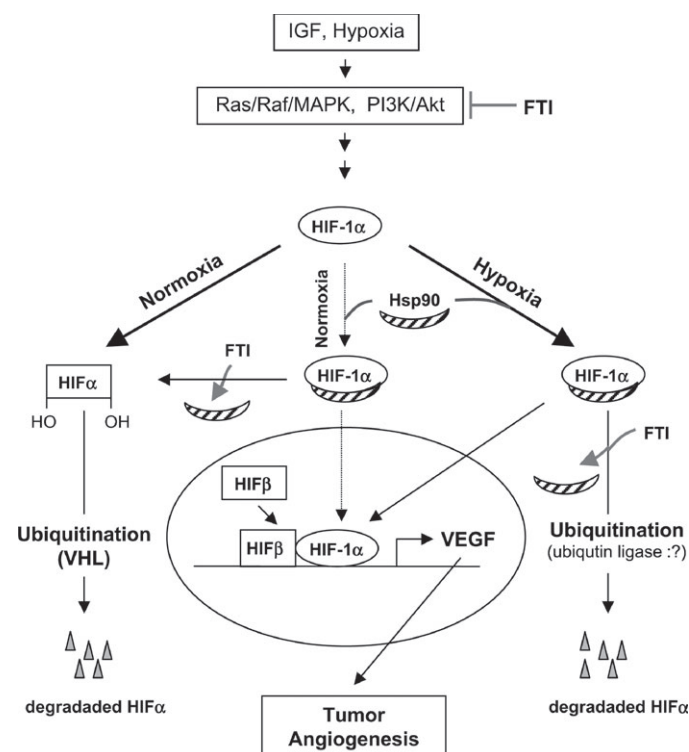 IGF, Hypoxia
Ras/Raf/MAPK, PI3K/Akt
FTI
HIF-1α
Normoxia
Normoxia
Hsp90
Hypoxia
FTI
HIFα
HO
OH
HIF-1α
HIF-1α
FTI
HIFβ
HIFβ
HIF-1α
VEGF
Ubiquitination
(VHL)
Ubiquitination
(ubiqutin ligase :?)
degradaded HIFα
degradaded HIFα
Tumor
Angiogenesis